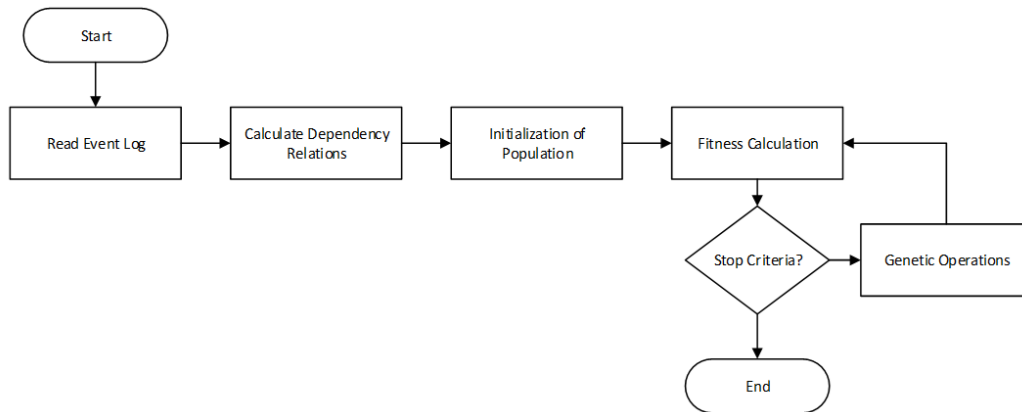 Start
Read Event Log
Calculate Dependency
Relations
Initialization of
Population
Fitness Calculation
Stop Criteria?
Genetic Operations
End